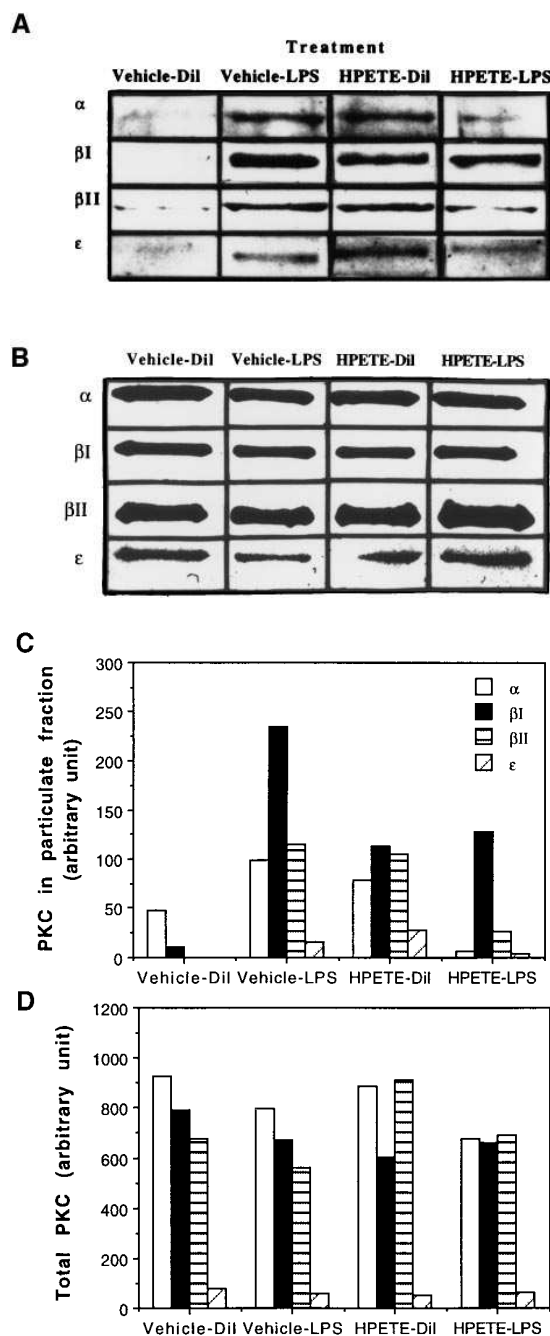 A
Treatment
Vehicle-Dil Vehicle-LPS HPETE-Dil HPETE-LPS
α
βI
βII
ε
B
Vehicle-Dil Vehicle-LPS HPETE-Dil HPETE-LPS
α
βI
βII
ε
C
PKC in particulate fraction
(arbitrary unit)
300
250
200
150
100
50
0
α
βI
βII
ε
Vehicle-Dil Vehicle-LPS HPETE-Dil HPETE-LPS
D
Total PKC (arbitrary unit)
1200
1000
800
600
400
200
0
Vehicle-Dil Vehicle-LPS HPETE-Dil HPETE-LPS